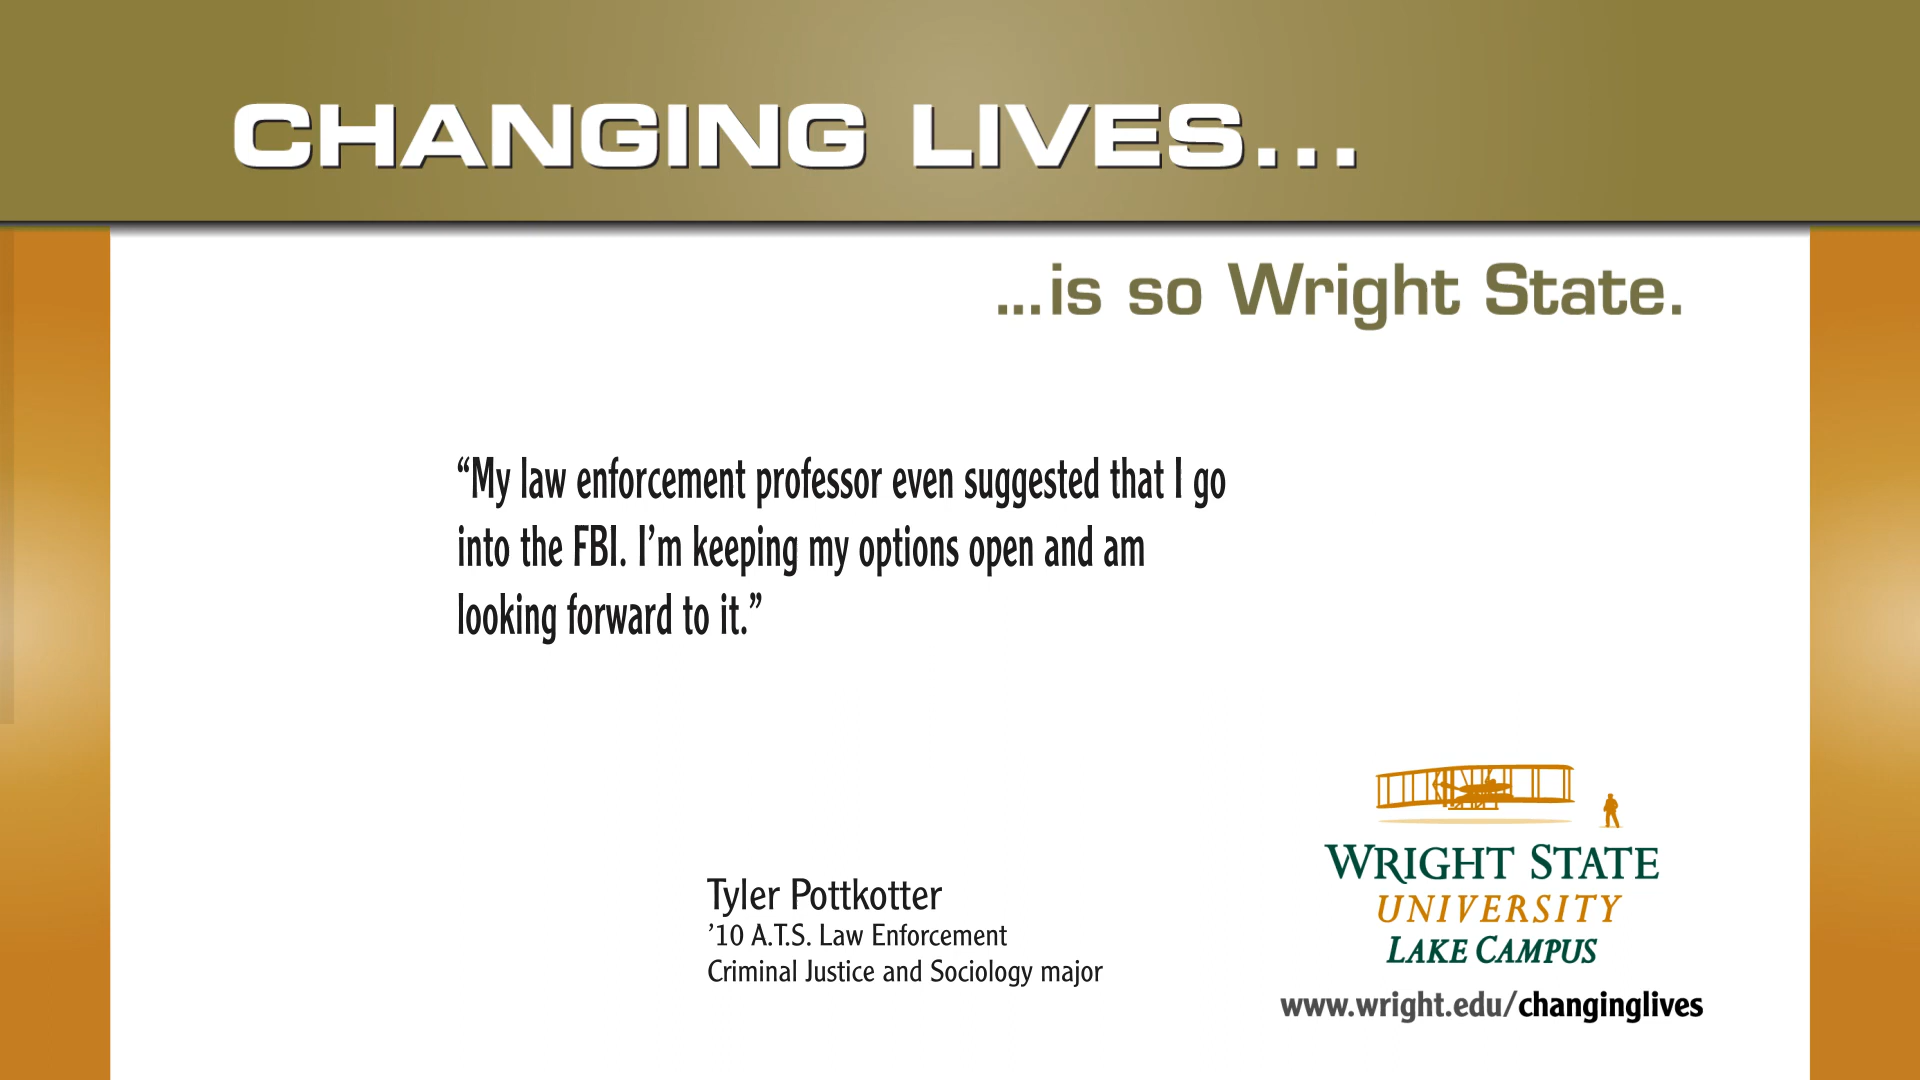 CHANGING LIVES...
...is so Wright State.
“My law enforcement professor even suggested that I go
into the FBI. I’m keeping my options open and am
looking forward to it.”
Tyler Pottkotter
’10 A.T.S. Law Enforcement
Criminal Justice and Sociology major
WRIGHT STATE
UNIVERSITY
LAKE CAMPUS
www.wright.edu/changinglives